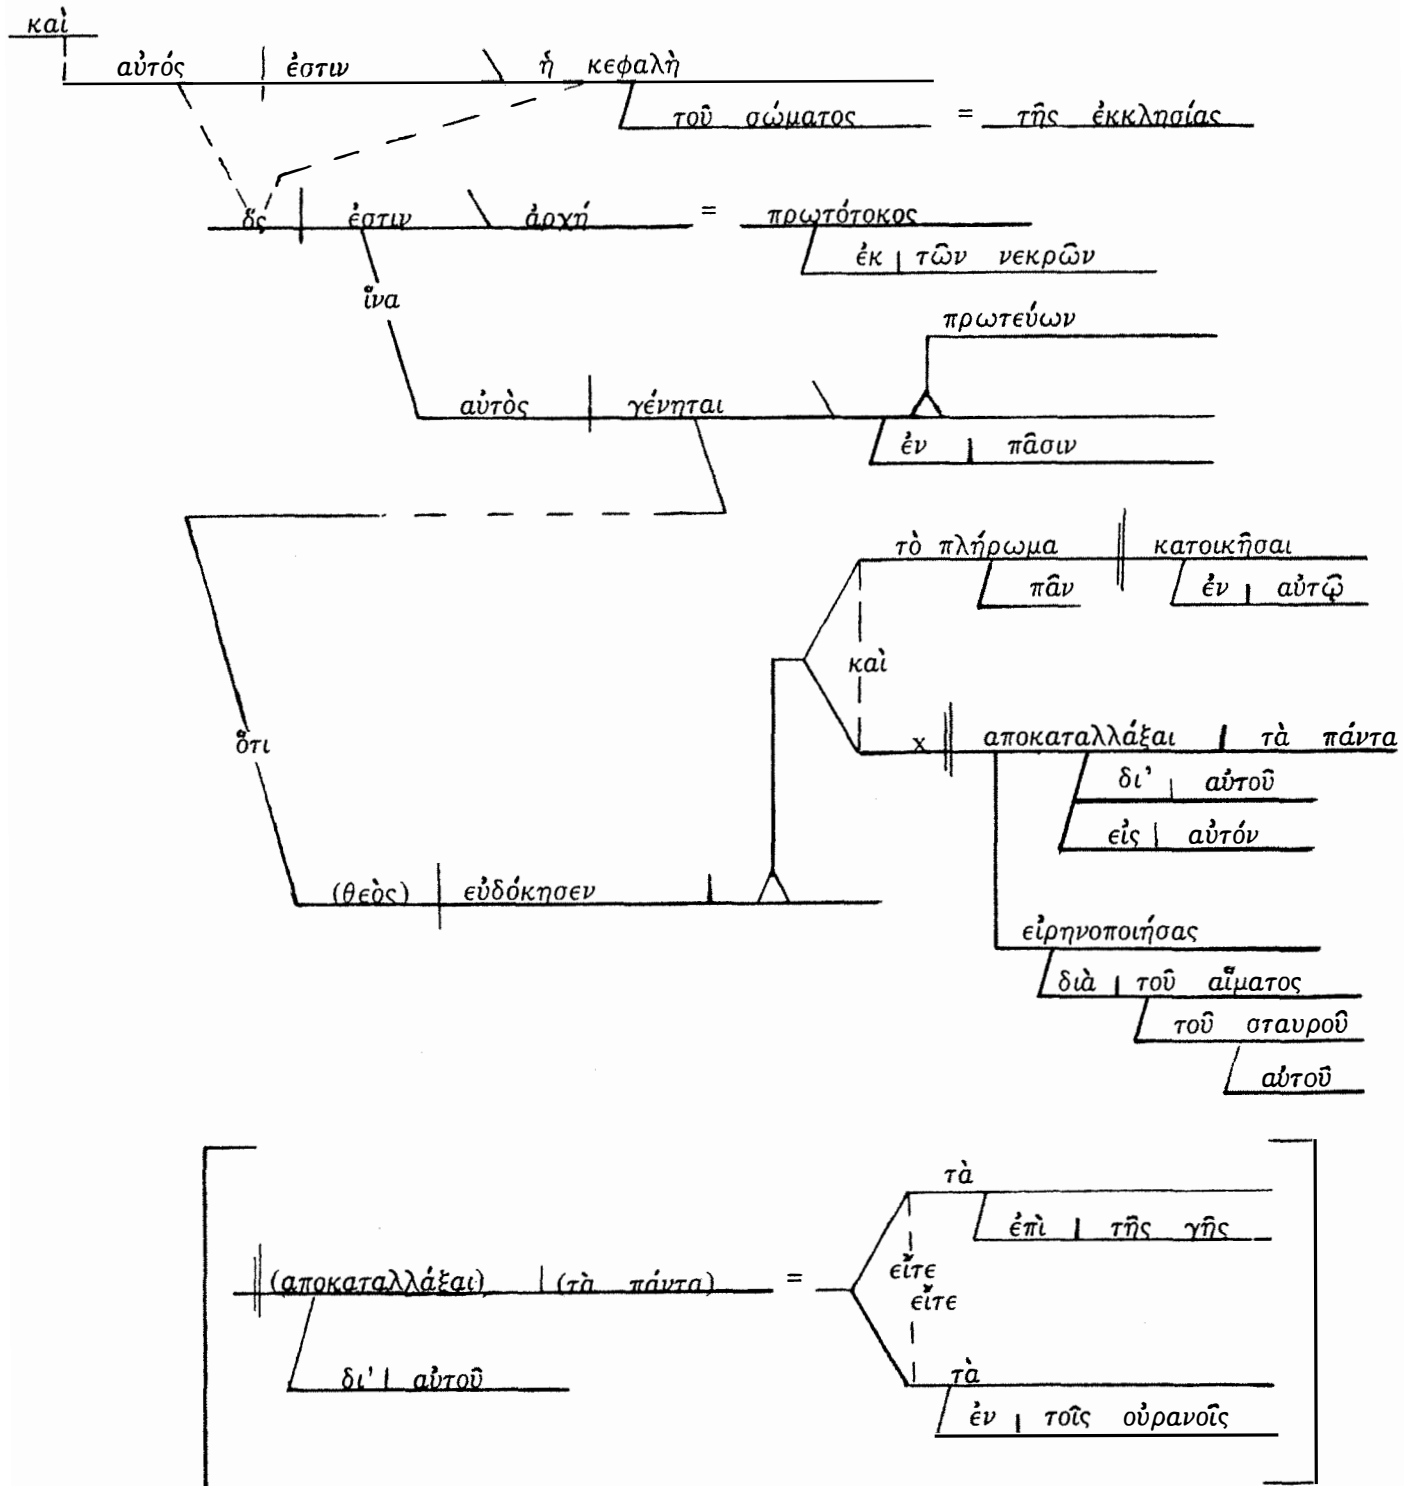 καὶ
αὐτός ἐστιν ἡ κεφαλὴ
τοῦ σώματος = τῆς ἐκκλησίας
ὅς ἐστιν ἀρχή = πρωτότοκος
ἐκ τῶν νεκρῶν
ἵνα
πρωτεύων
αὐτὸς γένηται
ἐν πᾶσιν
τὸ πλήρωμα κατοικῆσαι
πᾶν ἐν αὐτῷ
καὶ
ὅτι x αποκαταλλάξαι τὰ πάντα
δι' αὐτοῦ
εἰς αὐτόν
(θεὸς) εὐδόκησεν
εἰρηνοποιήσας
διὰ τοῦ αἵματος
τοῦ σταυροῦ
αὐτοῦ
τὰ
ἐπὶ τῆς γῆς
(αποκαταλλάξαι) (τὰ πάντα) =
εἴτε
εἴτε
δι' αὐτοῦ
τὰ
ἐν τοῖς οὐρανοῖς